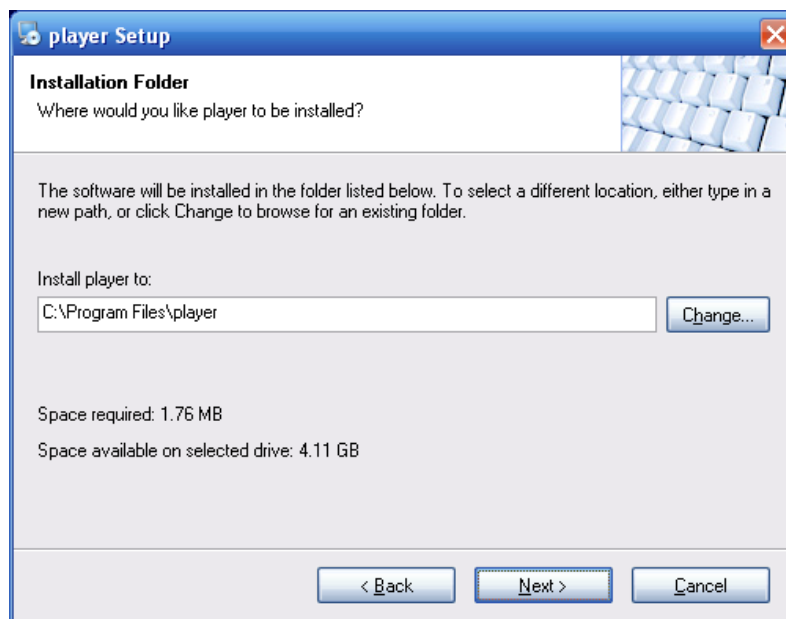 player Setup
Installation Folder
Where would you like player to be installed?
The software will be installed in the folder listed below. To select a different location, either type in a
new path, or click Change to browse for an existing folder.
Install player to:
C:\Program Files\player
Change...
Space required: 1.76 MB
Space available on selected drive: 4.11 GB
< Back
Next >
Cancel